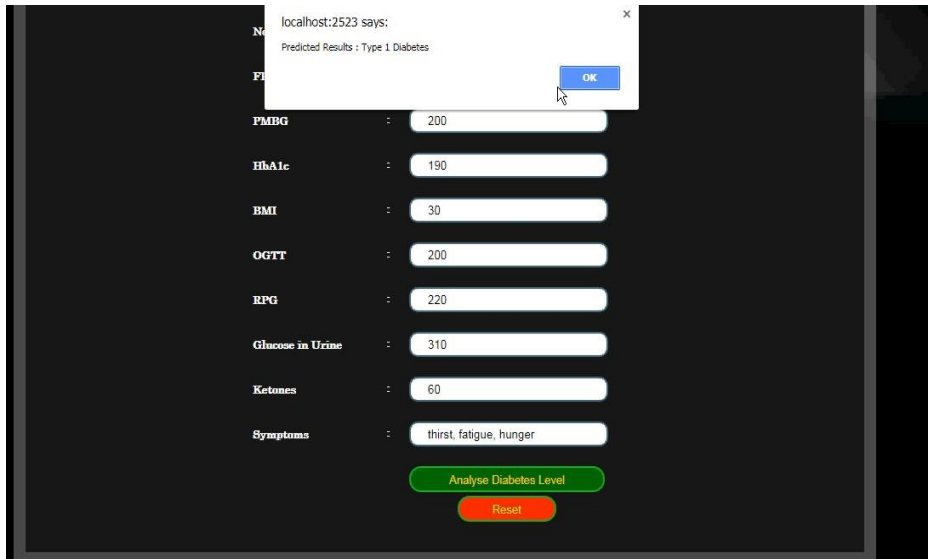 localhost:2523 says:
Predicted Results : Type 1 Diabetes
OK
PMBG : 200
HbA1c : 190
BMI : 30
OGTT : 200
RPG : 220
Glucose in Urine : 310
Ketones : 60
Symptoms : thirst, fatigue, hunger
Analyse Diabetes Level
Reset